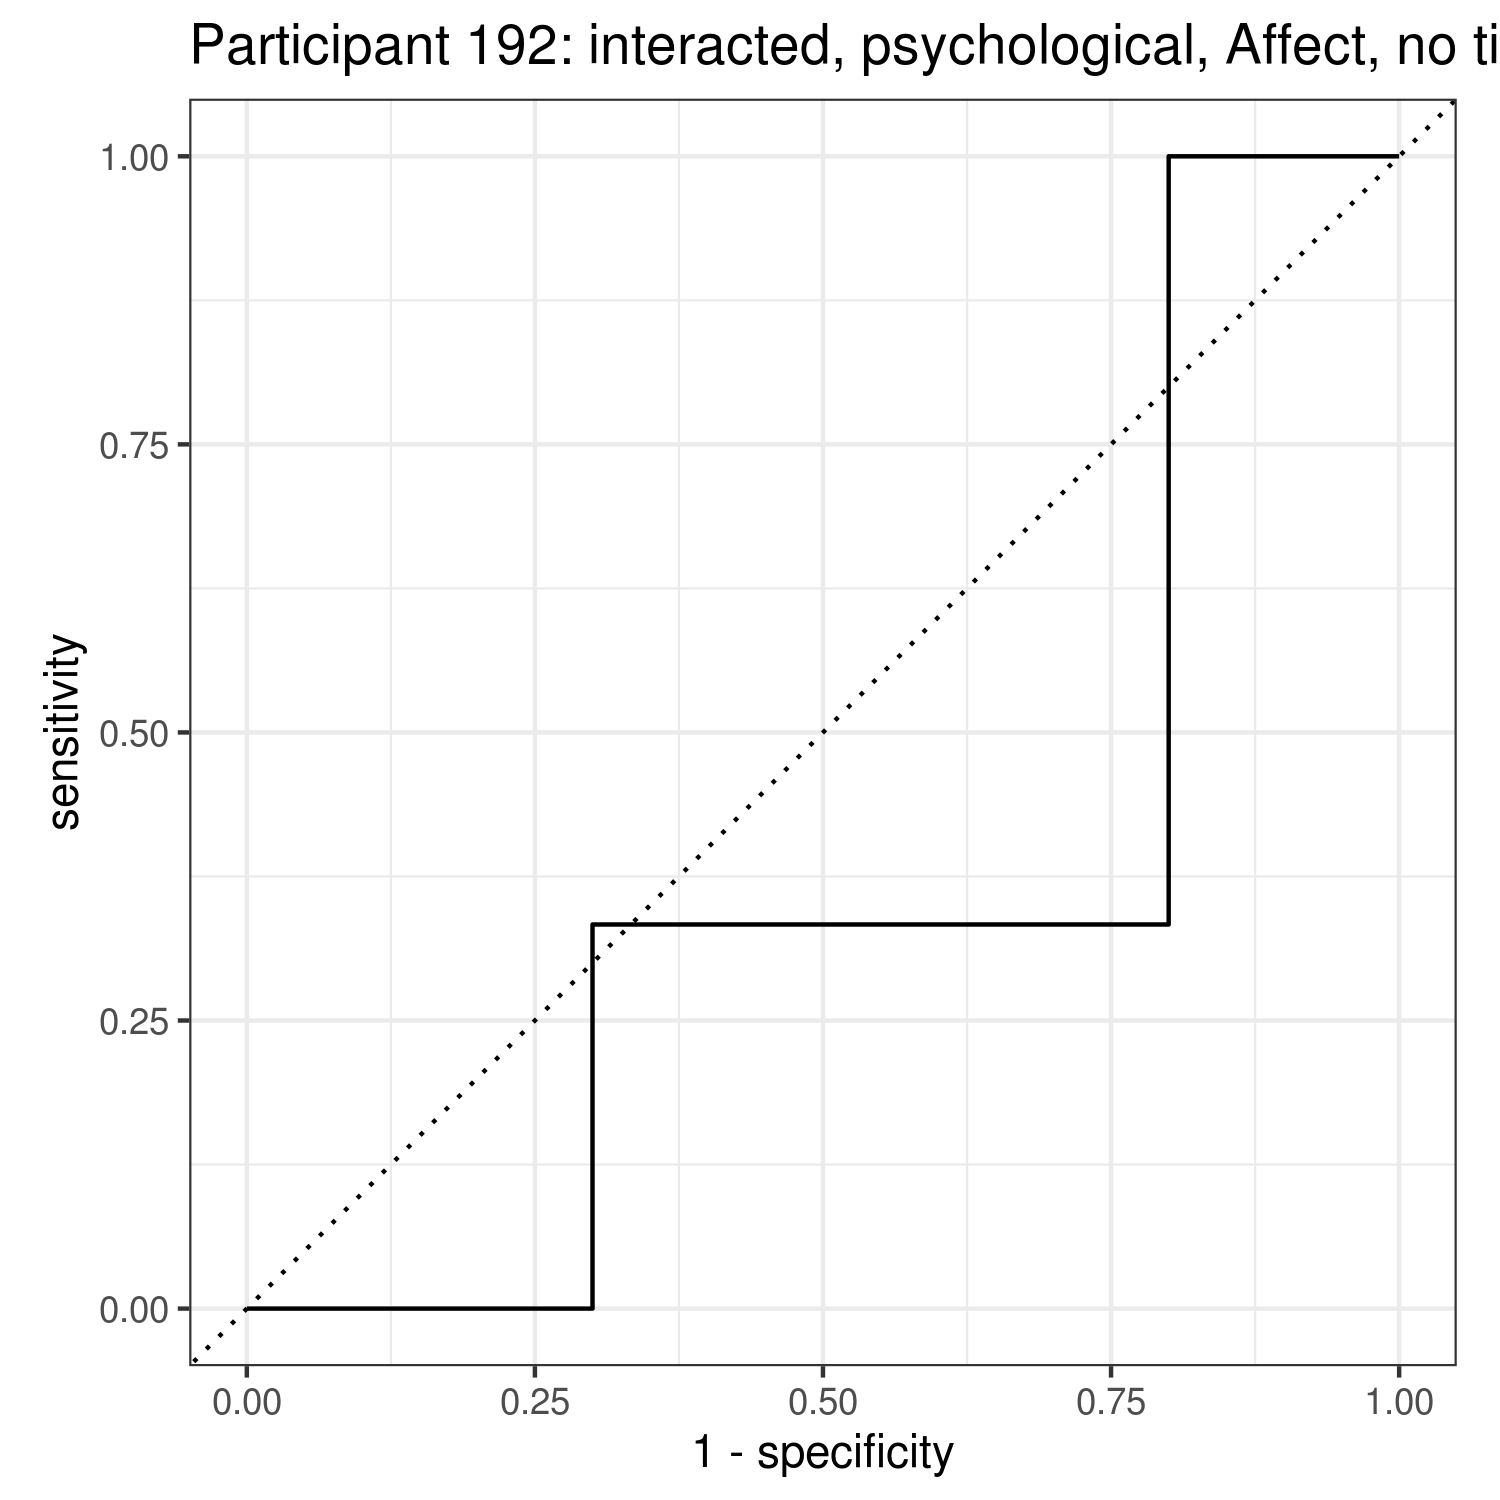 Participant 192: interacted, psychological, Affect, no ti
1.00
0.75
0.50
0.25
0.00
sensitivity
0.00 0.25 0.50 0.75 1.00
1 - specificity